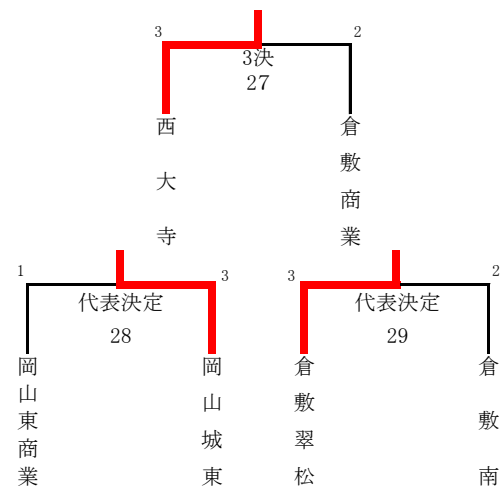 3 2
3決
27
西大寺
倉敷商業
1 3 3 2
代表決定 代表決定
28 29
岡山東商業
岡山城東
倉敷翠松
倉敷南